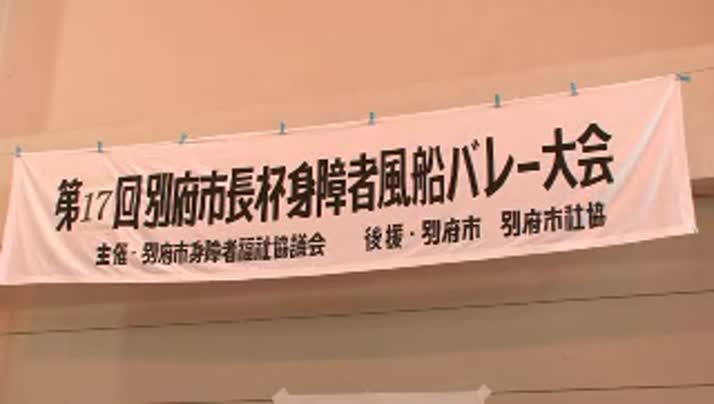 第17回別府市長杯身障者風船バレー大会
主催・別府市身障者福祉協議会 後援・別府市 別府市社協